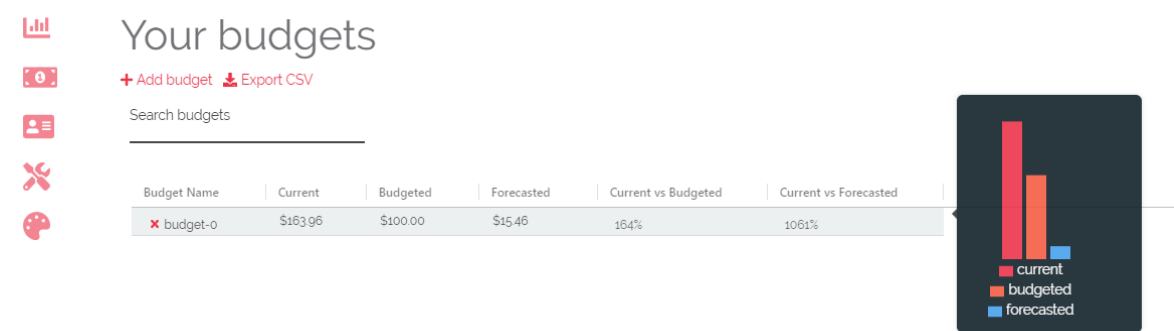 Your budgets
Add budget Export CSV
Search budgets
Budget Name Current Budgeted Forecasted Current vs Budgeted Current vs Forecasted
budget-0 $163.96 $100.00 $15.46 164% 1061%
current
budgeted
forecasted